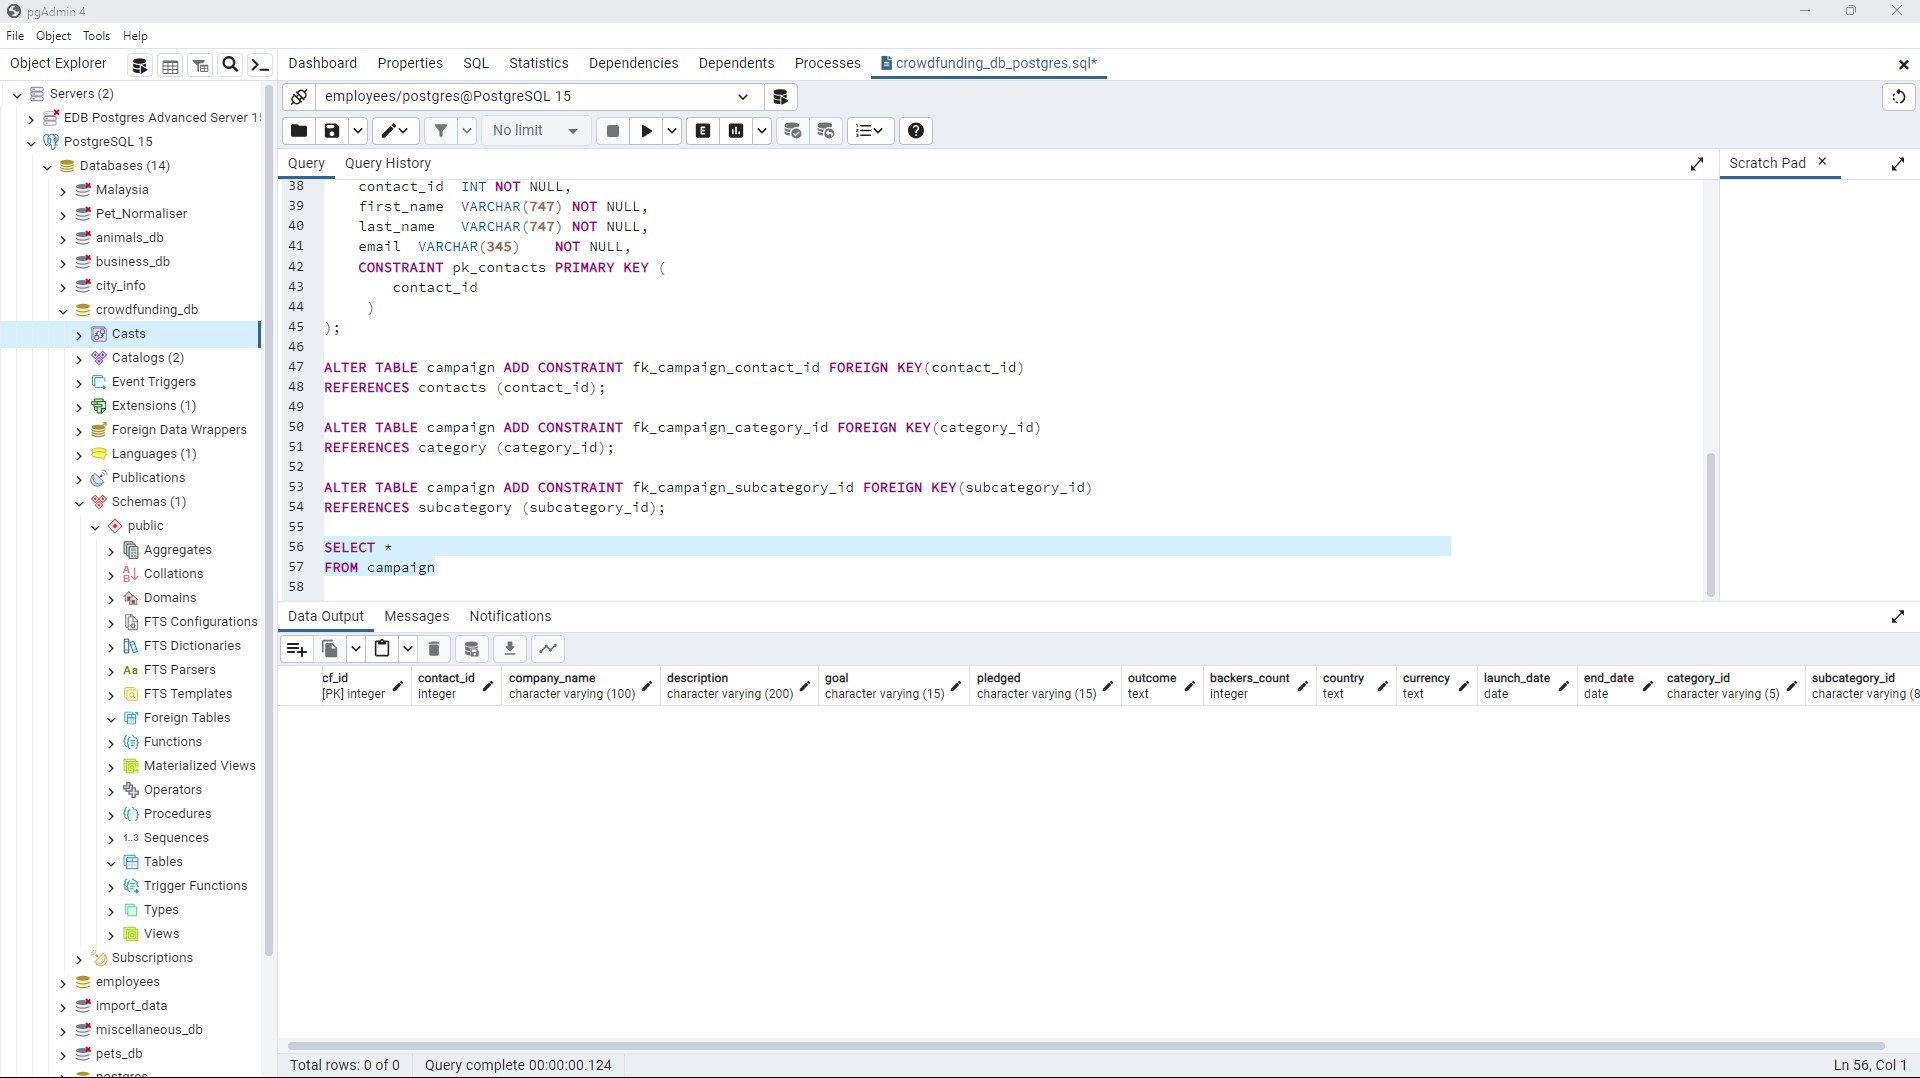 pgAdmin 4
File Object Tools Help
Object Explorer
Dashboard Properties SQL Statistics Dependencies Dependents Processes crowdfunding_db_postgres.sql*
Servers (2)
EDB Postgres Advanced Server
PostgreSQL 15
Databases (14)
Malaysia
Pet_Normaliser
animals_db
business_db
city_info
crowdfunding_db
Casts
Catalogs (2)
Event Triggers
Extensions (1)
Foreign Data Wrappers
Languages (1)
Publications
Schemas (1)
public
Aggregates
Collations
Domains
FTS Configurations
FTS Dictionaries
Aa FTS Parsers
FTS Templates
Foreign Tables
Functions
Materialized Views
Operators
Procedures
1..3 Sequences
Tables
Trigger Functions
Types
Views
Subscriptions
employees
import_data
miscellaneous_db
pets_db
postgres
employees/postgres@PostgreSQL 15
No limit
E
Query Query History
Scratch Pad
38 contact_id INT NOT NULL,
39 first_name VARCHAR(747) NOT NULL,
40 last_name VARCHAR(747) NOT NULL,
41 email VARCHAR(345) NOT NULL,
42 CONSTRAINT pk_contacts PRIMARY KEY (
43 contact_id
44 )
45 );
46
47 ALTER TABLE campaign ADD CONSTRAINT fk_campaign_contact_id FOREIGN KEY(contact_id)
48 REFERENCES contacts (contact_id);
49
50 ALTER TABLE campaign ADD CONSTRAINT fk_campaign_category_id FOREIGN KEY(category_id)
51 REFERENCES category (category_id);
52
53 ALTER TABLE campaign ADD CONSTRAINT fk_campaign_subcategory_id FOREIGN KEY(subcategory_id)
54 REFERENCES subcategory (subcategory_id);
55
56 SELECT *
57 FROM campaign
58
Data Output Messages Notifications
cf_id contact_id company_name description goal pledged outcome backers_count country currency launch_date end_date category_id subcategory_id
[PK] integer integer character varying (100) character varying (200) character varying (15) character varying (15) text integer text text date date character varying (5) character varying (8
Total rows: 0 of 0 Query complete 00:00:00.124 Ln 56, Col 1